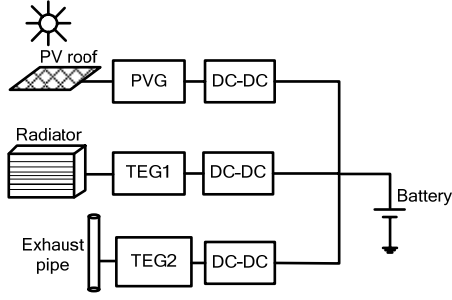 PV roof
PVG
DC-DC
Radiator
TEG1
DC-DC
Battery
Exhaust
pipe
TEG2
DC-DC